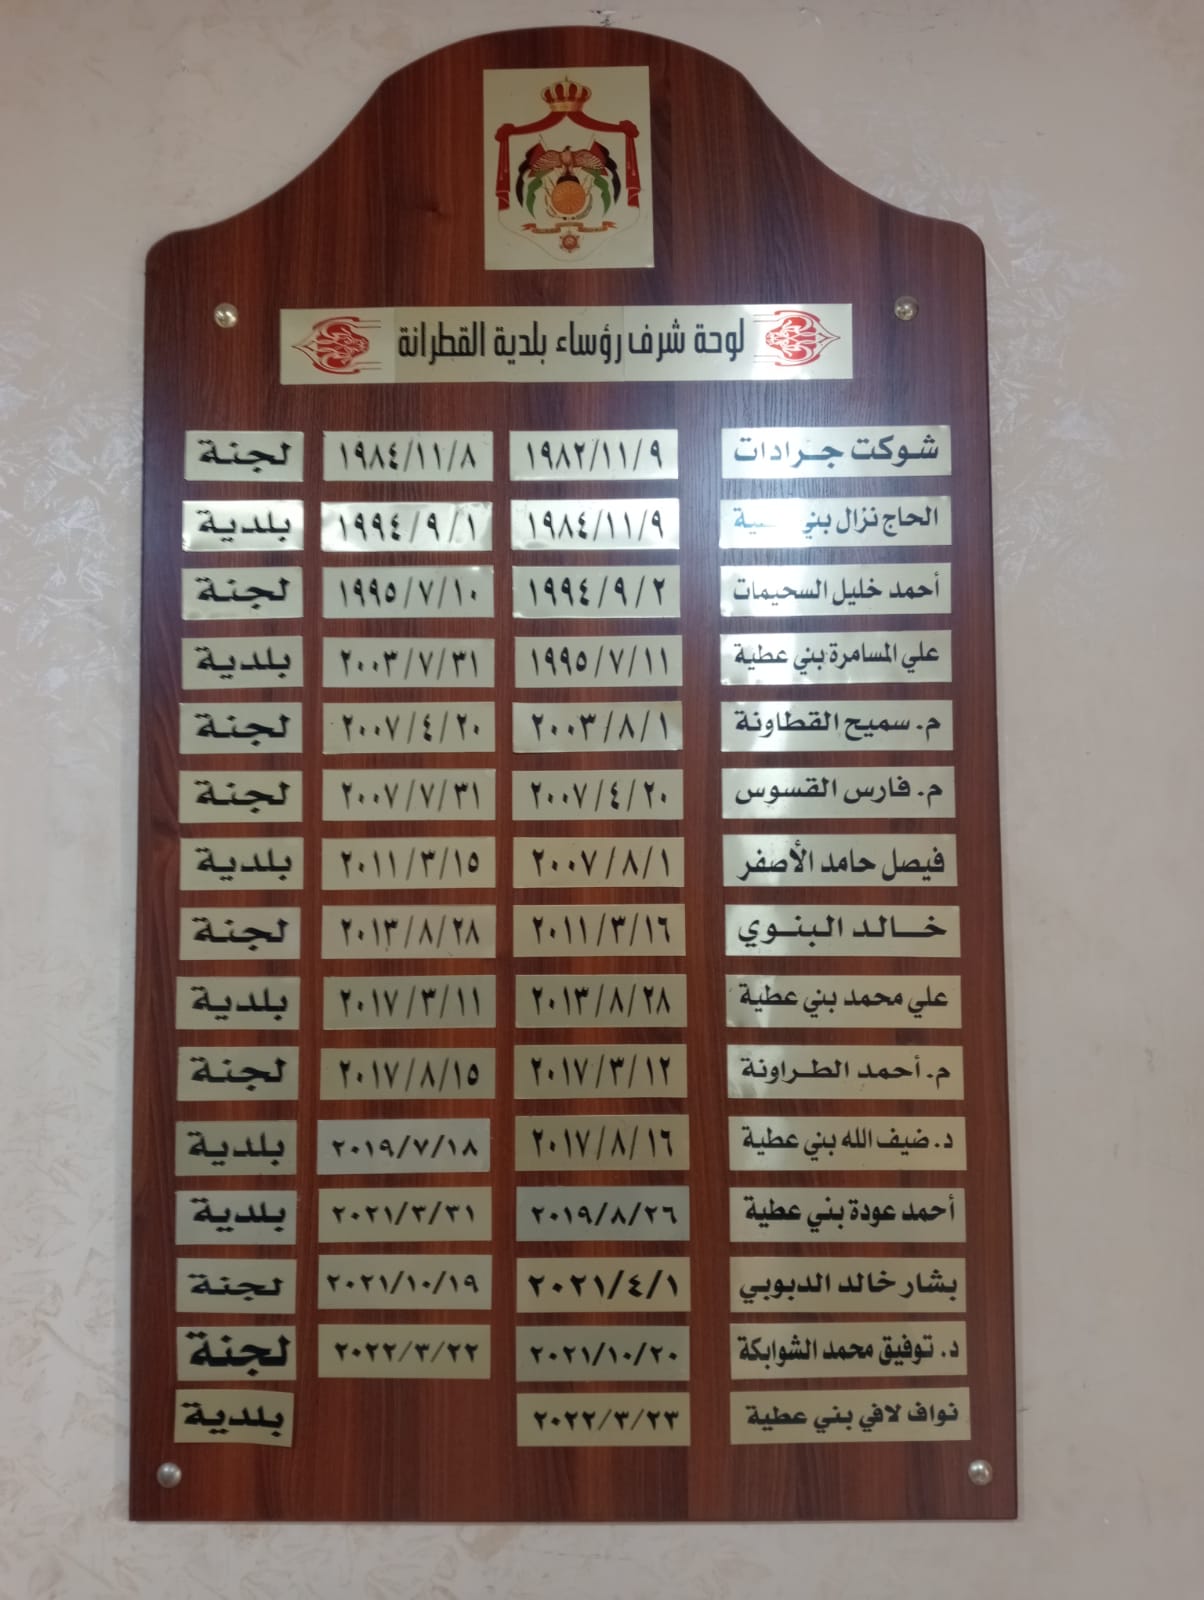 لوحة شرف رؤساء بلدية القطرانة
شوكت جرادات ١٩٨٢/١١/٩ ١٩٨٤/١١/٨ لجنة
الحاج نزال بني ١٩٨٤/١١/٩ ١٩٩٤/٩/١ بلدية
أحمد خليل السحيمات ١٩٩٤/٩/٢ ١٩٩٥/٧/١٠ لجنة
علي المسامرة بني عطية ١٩٩٥/٧/١١ ٢٠٠٣/٧/٣١ بلدية
م. سميح القطاونة ٢٠٠٣/٨/١ ٢٠٠٧/٤/٢٠ لجنة
م. فارس القسوس ٢٠٠٧/٤/٢٠ ٢٠٠٧/٧/٣١ لجنة
فيصل حامد الأصفر ٢٠٠٧/٨/١ ٢٠١١/٣/١٥ بلدية
خالد البنوي ٢٠١١/٣/١٦ ٢٠١٣/٨/٢٨ لجنة
علي محمد بني عطية ٢٠١٣/٨/٢٨ ٢٠١٧/٣/١١ بلدية
م. أحمد الطراونة ٢٠١٧/٣/١٢ ٢٠١٧/٨/١٥ لجنة
د. ضيف الله بني عطية ٢٠١٧/٨/١٦ ٢٠١٩/٧/١٨ بلدية
أحمد عودة بني عطية ٢٠١٩/٨/٢٦ ٢٠٢١/٣/٣١ بلدية
بشار خالد الدبوبي ٢٠٢١/٤/١ ٢٠٢١/١٠/١٩ لجنة
د. توفيق محمد الشوابكة ٢٠٢١/١٠/٢٠ ٢٠٢٢/٣/٢٢ لجنة
نواف لافي بني عطية ٢٠٢٢/٣/٢٣ بلدية